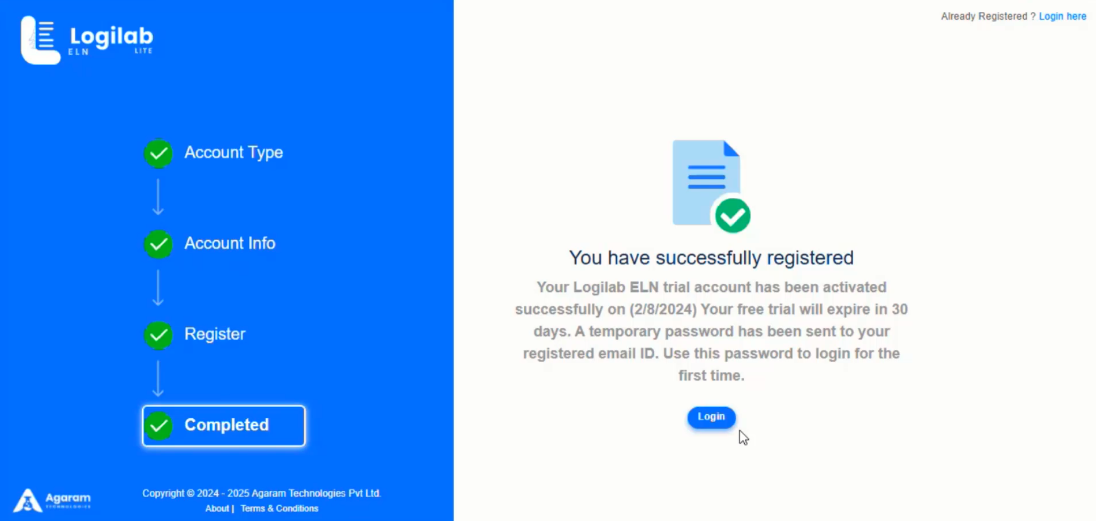 Already Registered ? Login here
Logilab
ELN LITE
Account Type
Account Info
Register
Completed
You have successfully registered
Your Logilab ELN trial account has been activated
successfully on (2/8/2024) Your free trial will expire in 30
days. A temporary password has been sent to your
registered email ID. Use this password to login for the
first time.
Login
Agaram
TECHNOLOGIES
Copyright © 2024 - 2025 Agaram Technologies Pvt Ltd.
About | Terms & Conditions